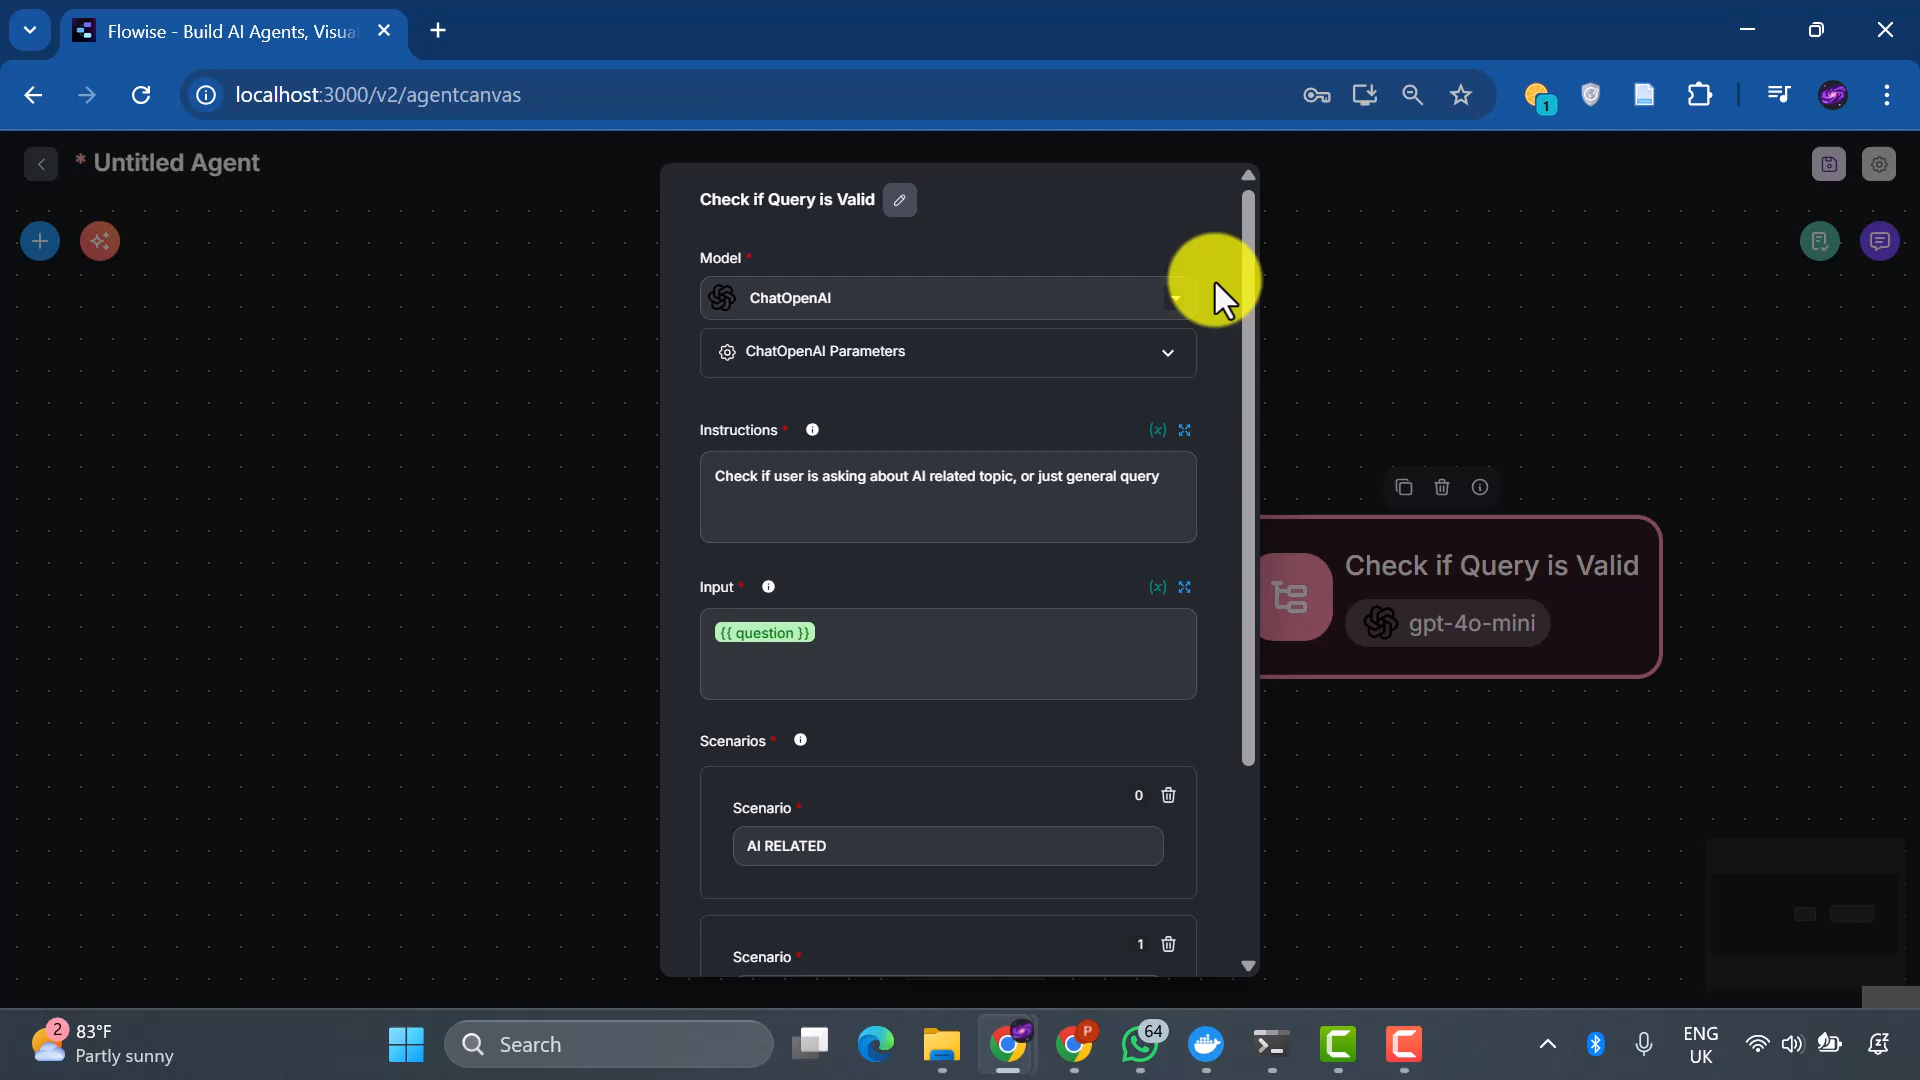 Flowise - Build AI Agents, Visua
localhost:3000/v2/agentcanvas
1
* Untitled Agent
Check if Query is Valid
Model *
ChatOpenAI
ChatOpenAI Parameters
Instructions *
(x)
Check if user is asking about AI related topic, or just general query
Input *
(x)
{{ question }}
Scenarios *
0
Scenario *
AI RELATED
1
Scenario *
Check if Query is Valid
gpt-4o-mini
2
83°F
Partly sunny
Search
P
64
ENG
UK